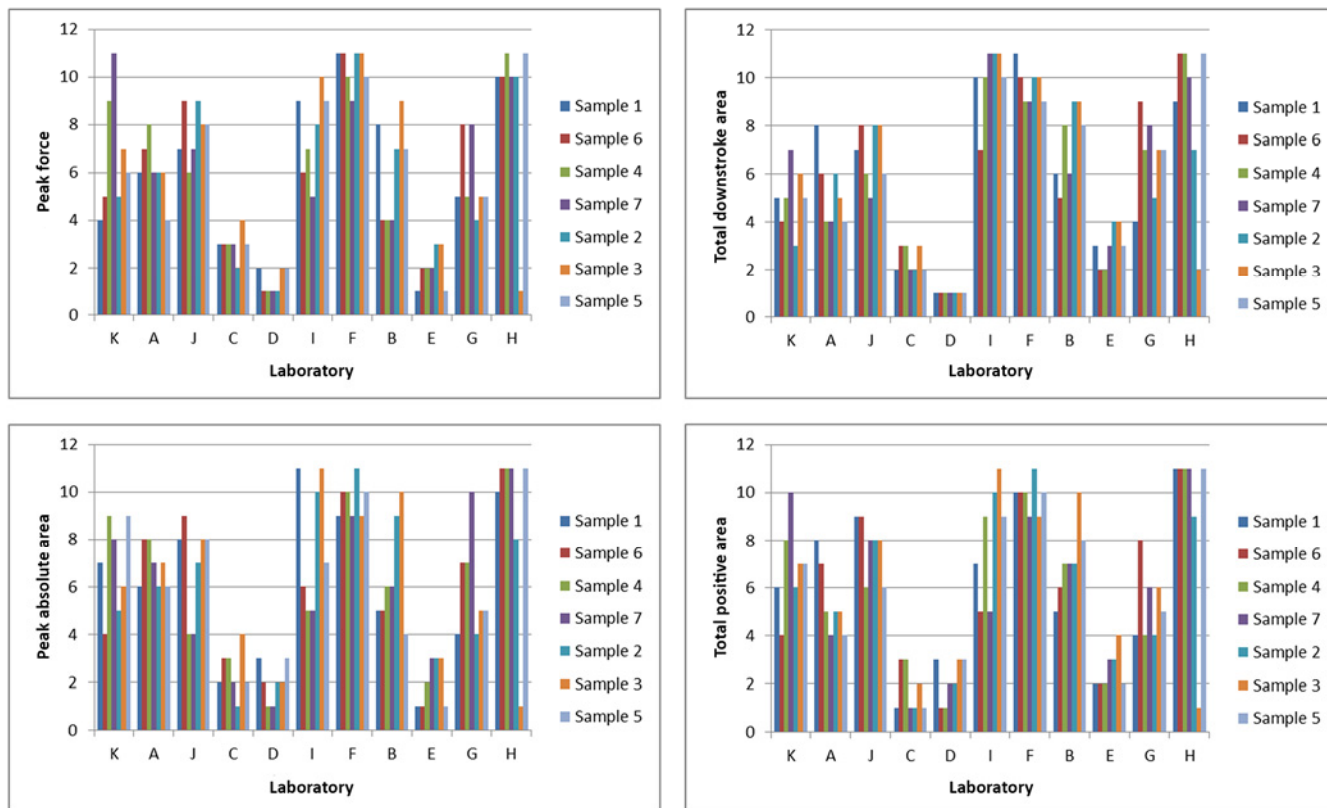 Peak force
12
10
8
6
4
2
0
K A J C D I F B E G H
Laboratory
Sample 1
Sample 6
Sample 4
Sample 7
Sample 2
Sample 3
Sample 5
Total downstroke area
12
10
8
6
4
2
0
K A J C D I F B E G H
Laboratory
Sample 1
Sample 6
Sample 4
Sample 7
Sample 2
Sample 3
Sample 5
Peak absolute area
12
10
8
6
4
2
0
K A J C D I F B E G H
Laboratory
Sample 1
Sample 6
Sample 4
Sample 7
Sample 2
Sample 3
Sample 5
Total positive area
12
10
8
6
4
2
0
K A J C D I F B E G H
Laboratory
Sample 1
Sample 6
Sample 4
Sample 7
Sample 2
Sample 3
Sample 5